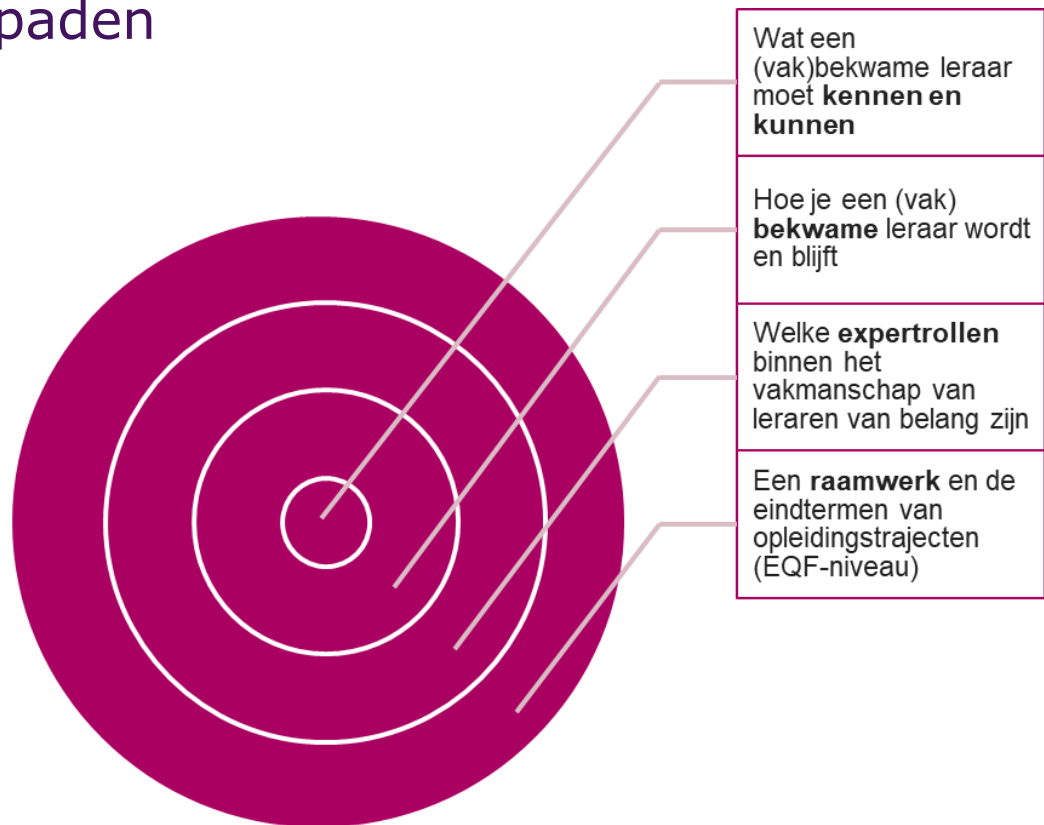 paden
Wat een
(vak)bekwame leraar
moet kennen en
kunnen
Hoe je een (vak)
bekwame leraar wordt
en blijft
Welke expertrollen
binnen het
vakmanschap van
leraren van belang zijn
Een raamwerk en de
eindtermen van
opleidingstrajecten
(EQF-niveau)